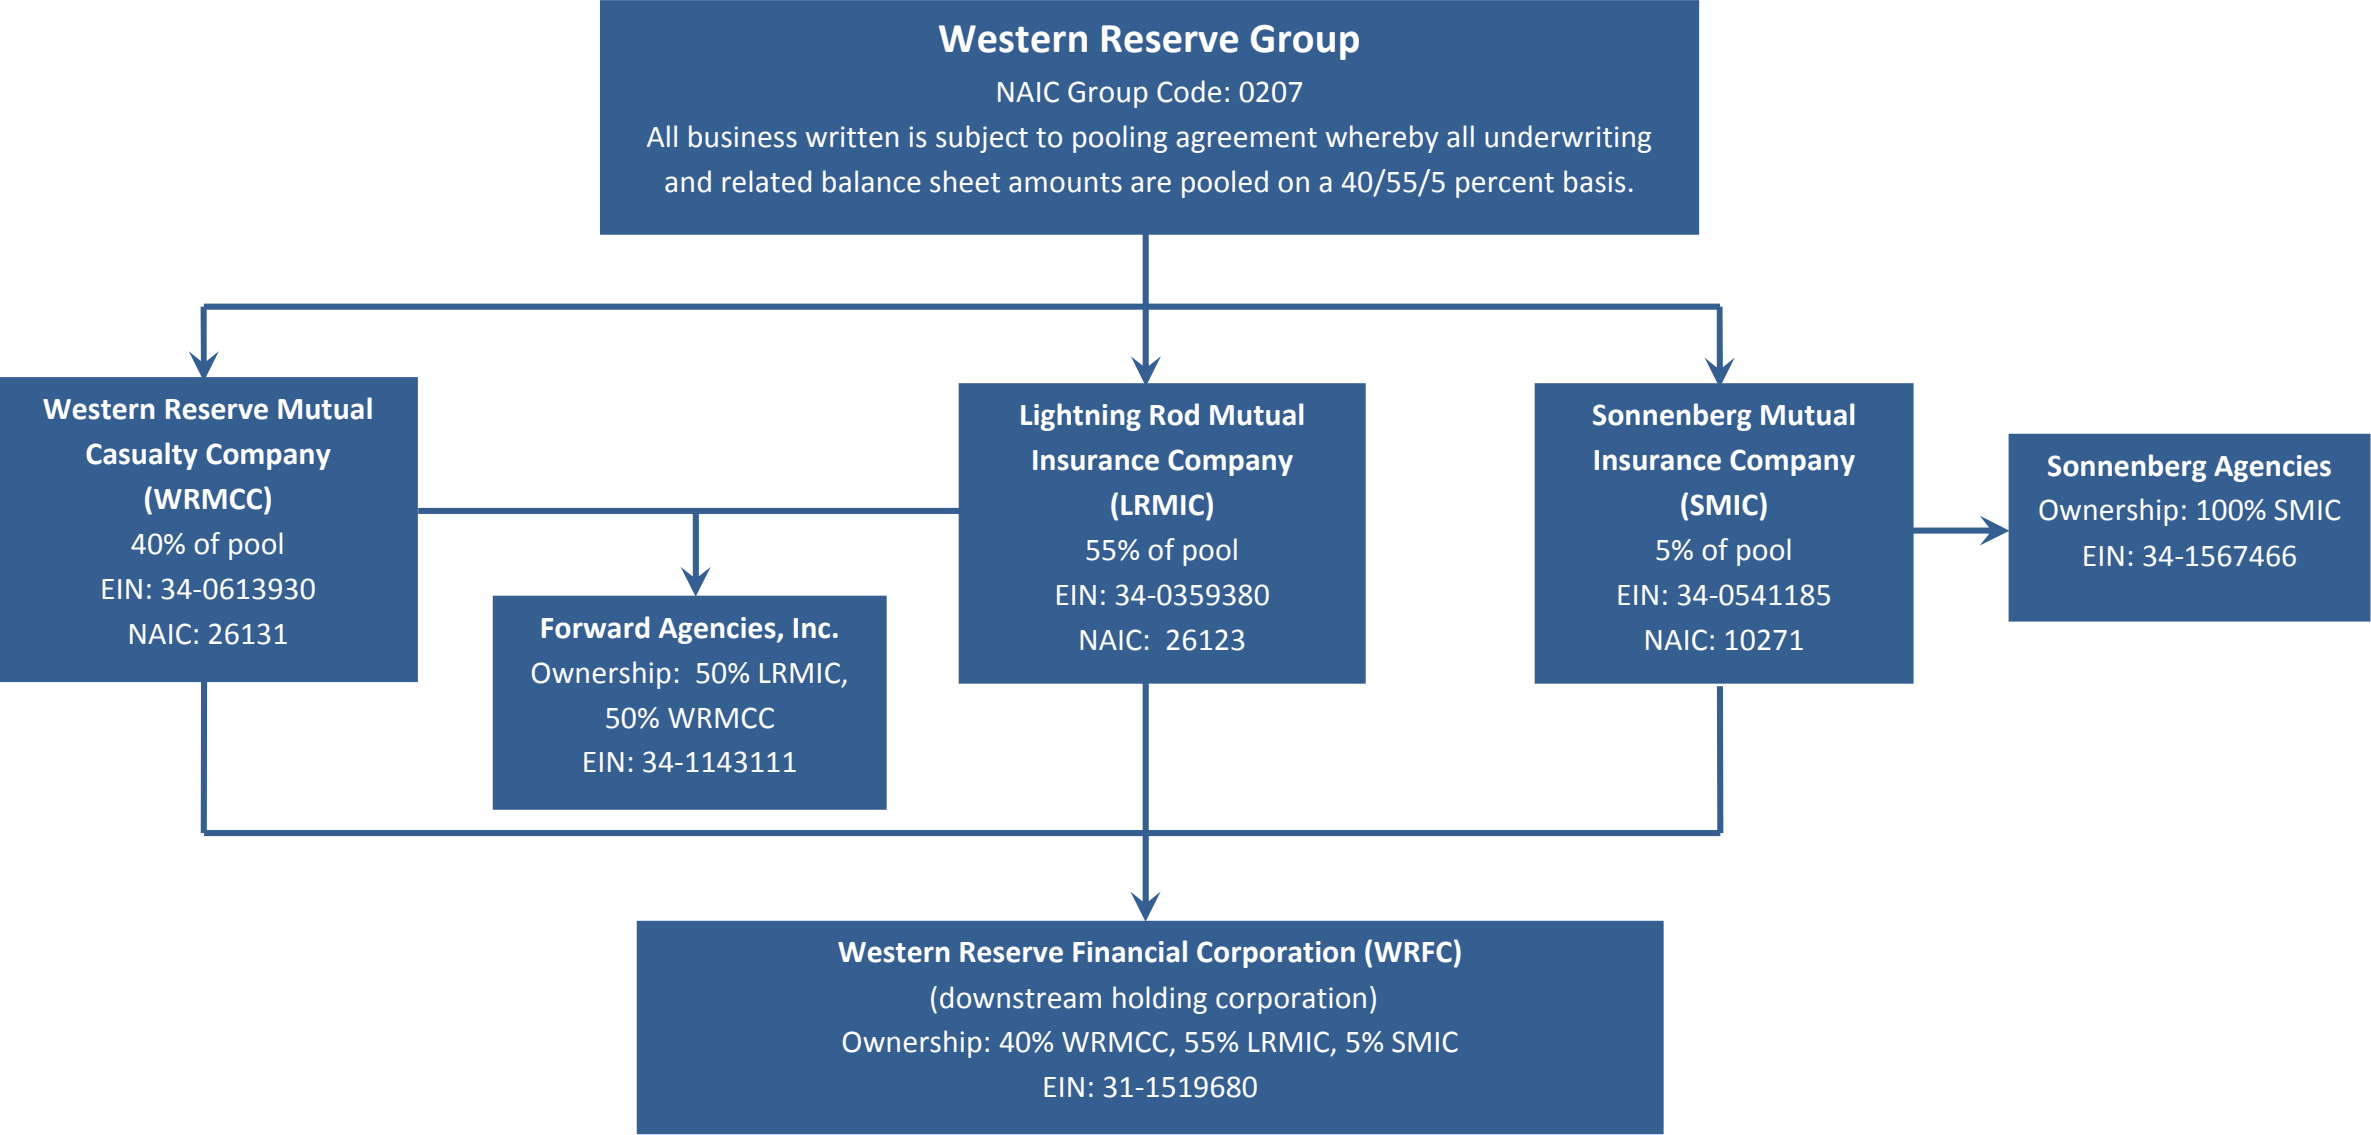 Western Reserve Group
NAIC Group Code: 0207
All business written is subject to pooling agreement whereby all underwriting
and related balance sheet amounts are pooled on a 40/55/5 percent basis.
Western Reserve Mutual
Casualty Company
(WRMCC)
40% of pool
EIN: 34-0613930
NAIC: 26131
Forward Agencies, Inc.
Ownership:  50% LRMIC,
50% WRMCC
EIN: 34-1143111
Lightning Rod Mutual
Insurance Company
(LRMIC)
55% of pool
EIN: 34-0359380
NAIC:  26123
Sonnenberg Mutual
Insurance Company
(SMIC)
5% of pool
EIN: 34-0541185
NAIC: 10271
Sonnenberg Agencies
Ownership: 100% SMIC
EIN: 34-1567466
Western Reserve Financial Corporation (WRFC)
(downstream holding corporation)
Ownership: 40% WRMCC, 55% LRMIC, 5% SMIC
EIN: 31-1519680